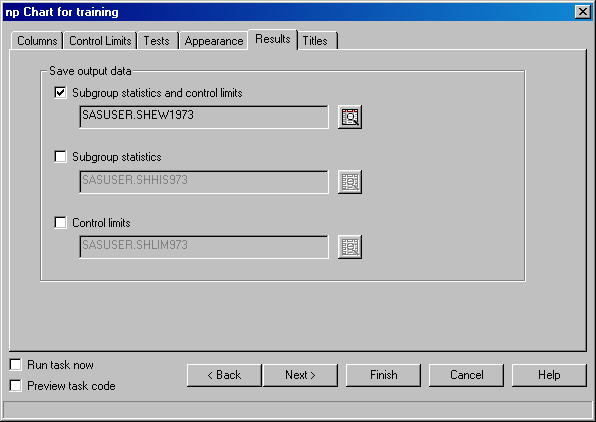 np Chart for training
Columns Control Limits Tests Appearance Results Titles
Save output data
Subgroup statistics and control limits
SASUSER.SHEW1973
Subgroup statistics
SASUSER.SHHIS973
Control limits
SASUSER.SHLIM973
Run task now
Preview task code
< Back Next > Finish Cancel Help